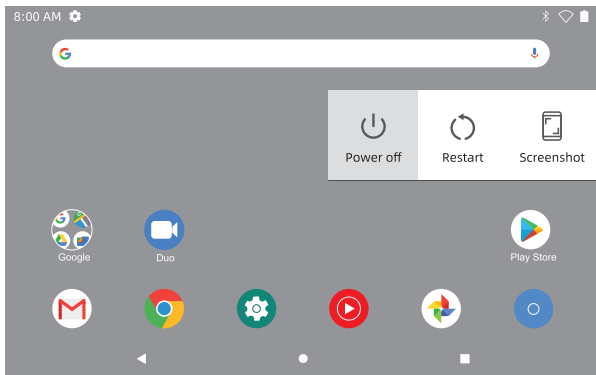 8:00 AM
Power off
Restart
Screenshot
Google
Duo
Play Store